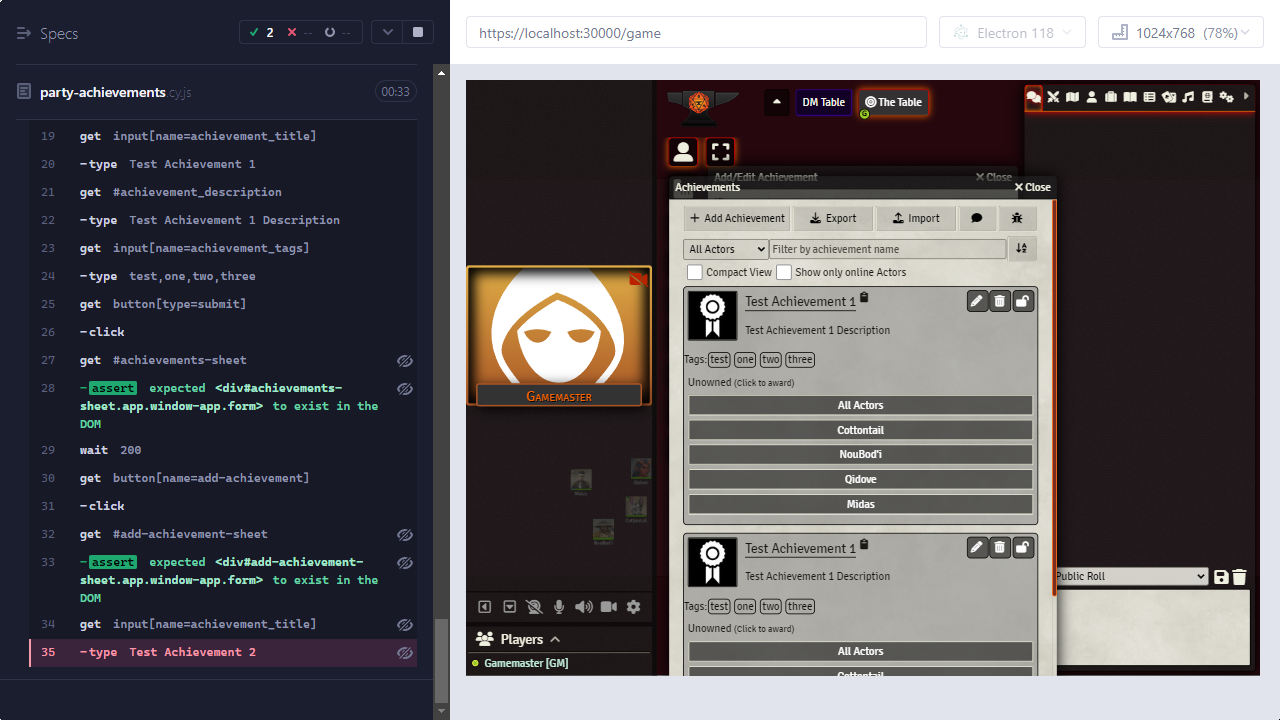 Specs
2
--
--
party-achievements.cy.js
00:33
19 get input[name=achievement_title]
20 -type Test Achievement 1
21 get #achievement_description
22 -type Test Achievement 1 Description
23 get input[name=achievement_tags]
24 -type test,one,two,three
25 get button[type=submit]
26 -click
27 get #achievements-sheet
28 -assert expected <div#achievements-
sheet.app.window-app.form> to exist in the
DOM
29 wait 200
30 get button[name=add-achievement]
31 -click
32 get #add-achievement-sheet
33 -assert expected <div#add-achievement-
sheet.app.window-app.form> to exist in the
DOM
34 get input[name=achievement_title]
35 -type Test Achievement 2
https://localhost:30000/game
Electron 118
1024x768 (78%)
DM Table
The Table
G
Add/Edit Achievement
Close
Achievements
Close
Add Achievement
Export
Import
All Actors
Filter by achievement name
Compact View
Show only online Actors
Test Achievement 1
Test Achievement 1 Description
Tags: test one two three
Unowned (Click to award)
All Actors
Cottontail
NouBod'i
Qidove
Midas
Test Achievement 1
Test Achievement 1 Description
Tags: test one two three
Unowned (Click to award)
All Actors
Cottontail
Gamemaster
Players
Gamemaster [GM]
Public Roll